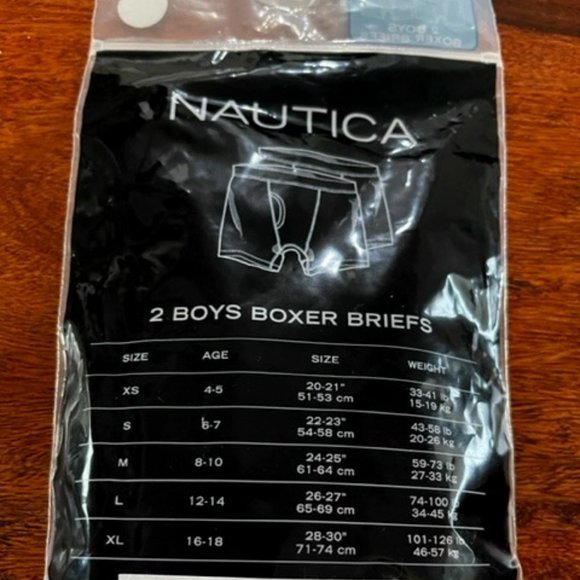 2 BOYS
BOXER BRIEFS
NAUTICA
2 BOYS BOXER BRIEFS
SIZE AGE SIZE WEIGHT
XS 4-5 20-21" 33-41 lb
51-53 cm 15-19 kg
S 6-7 22-23" 43-58 lb
54-58 cm 20-26 kg
M 8-10 24-25" 59-73 lb
61-64 cm 27-33 kg
L 12-14 26-27" 74-100 lb
65-69 cm 34-45 kg
XL 16-18 28-30" 101-126 lb
71-74 cm 46-57 kg